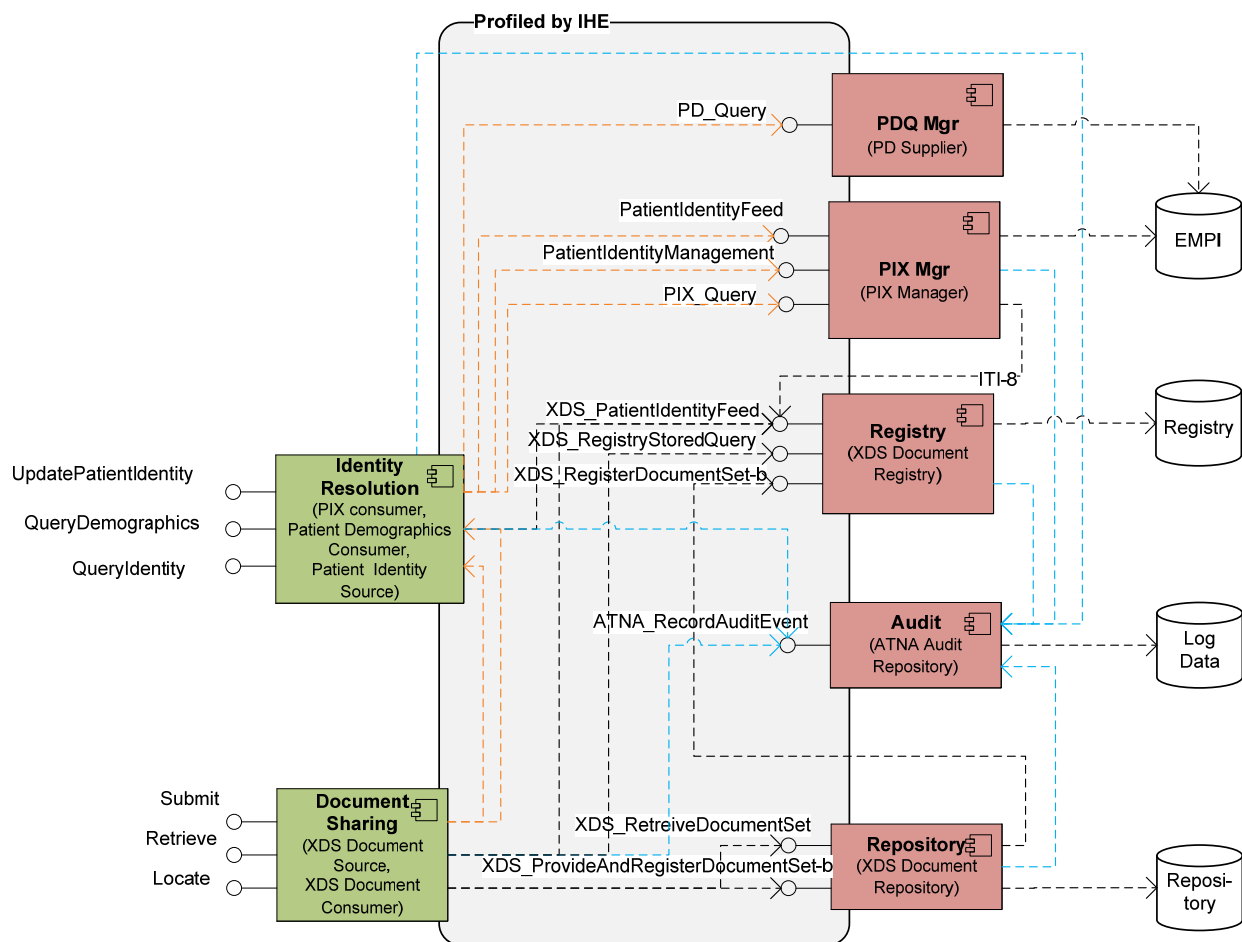 Profiled by IHE
PD_Query
PDQ Mgr
(PD Supplier)
PatientIdentityFeed
PatientIdentityManagement
PIX_Query
PIX Mgr
(PIX Manager)
EMPI
ITI-8
XDS_PatientIdentityFeed
XDS_RegistryStoredQuery
XDS_RegisterDocumentSet-b
Registry
(XDS Document
Registry)
Registry
UpdatePatientIdentity
QueryDemographics
QueryIdentity
Identity
Resolution
(PIX consumer,
Patient Demographics
Consumer,
Patient Identity
Source)
ATNA_RecordAuditEvent
Audit
(ATNA Audit
Repository)
Log
Data
Submit
Retrieve
Locate
Document
Sharing
(XDS Document
Source,
XDS Document
Consumer)
XDS_RetreiveDocumentSet
XDS_ProvideAndRegisterDocumentSet-b
Repository
(XDS Document
Repository)
Reposi-
tory